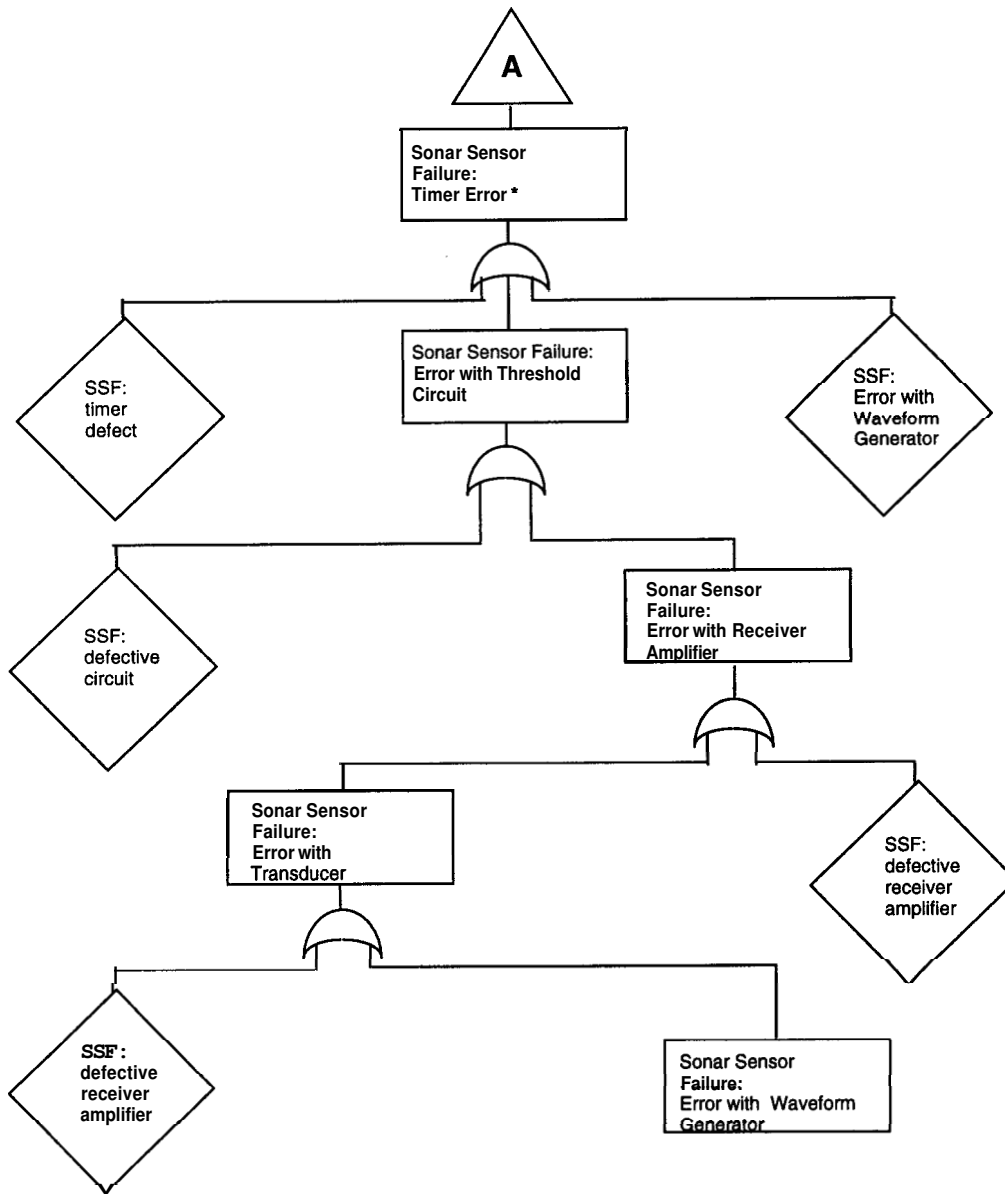 A
Sonar Sensor
Failure:
Timer Error *
SSF:
timer
defect
Sonar Sensor Failure:
Error with Threshold
Circuit
SSF:
Error with
Waveform
Generator
SSF:
defective
circuit
Sonar Sensor
Failure:
Error with Receiver
Amplifier
Sonar Sensor
Failure:
Error with
Transducer
SSF:
defective
receiver
amplifier
SSF:
defective
receiver
amplifier
Sonar Sensor
Failure:
Error with Waveform
Generator